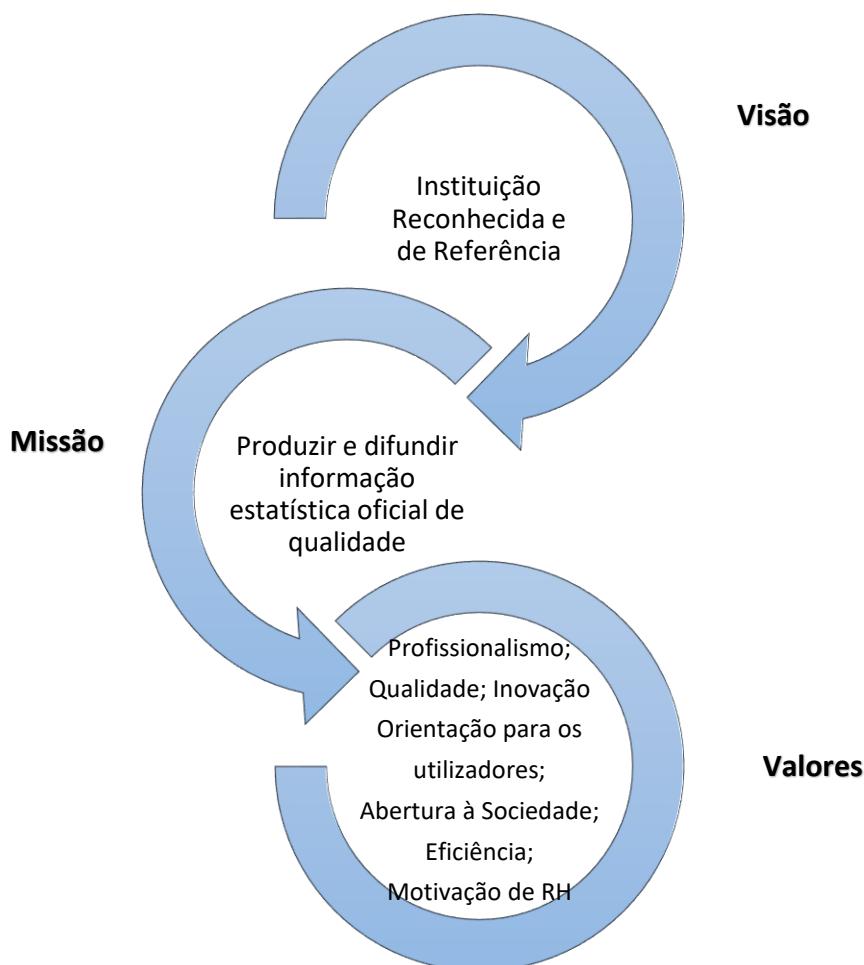 Visão
Instituição
Reconhecida e
de Referência
Missão
Produzir e difundir
informação
estatística oficial de
qualidade
Profissionalismo;
Qualidade; Inovação
Orientação para os
utilizadores;
Abertura à Sociedade;
Eficiência;
Motivação de RH
Valores